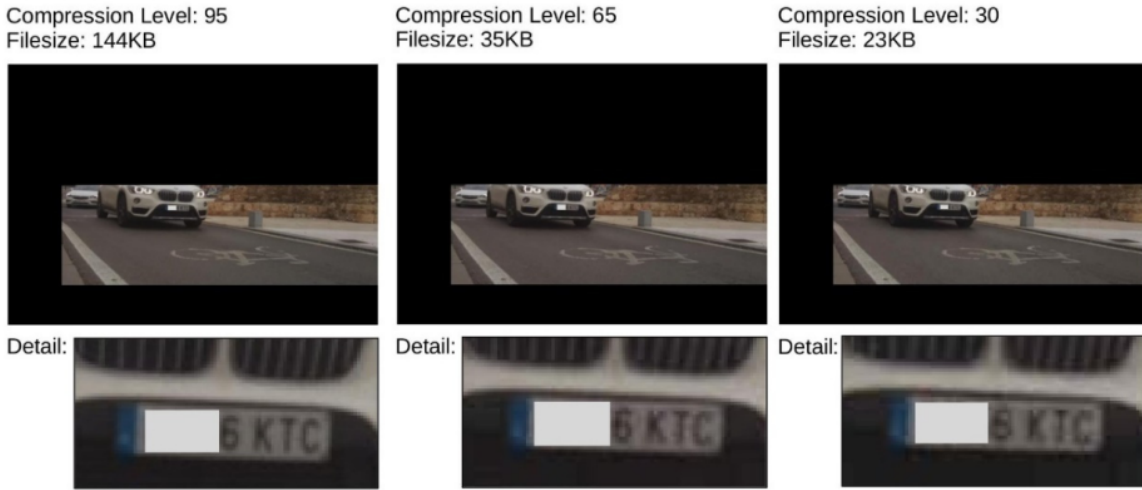 Compression Level: 95
Filesize: 144KB
Compression Level: 65
Filesize: 35KB
Compression Level: 30
Filesize: 23KB
Detail:
6 KTC
Detail:
6 KTC
Detail:
6 KTC